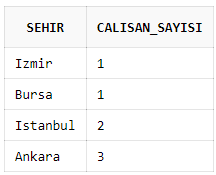 SEHIR CALISAN_SAYISI
Izmir 1
Bursa 1
Istanbul 2
Ankara 3